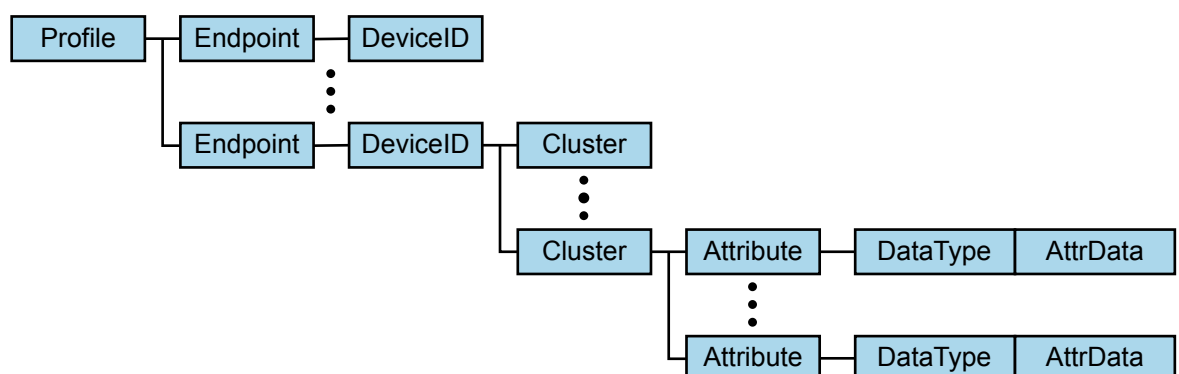 Profile Endpoint DeviceID
Endpoint DeviceID Cluster
Cluster Attribute DataType AttrData
Attribute DataType AttrData